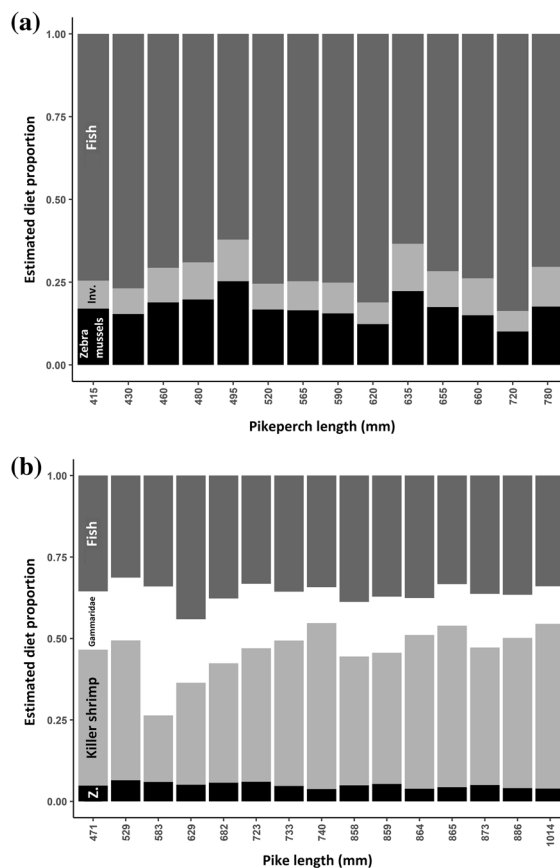 (a)
1.00
0.75
0.50
0.25
0.00
Estimated diet proportion
Fish
Inv.
Zebra
mussels
415 430 460 480 495 520 565 590 620 635 655 660 720 780
Pikeperch length (mm)
(b)
1.00
0.75
0.50
0.25
0.00
Estimated diet proportion
Fish
Gammaridae
Killer shrimp
Z.
471 529 583 629 682 723 733 740 858 859 864 865 873 886 1014
Pike length (mm)